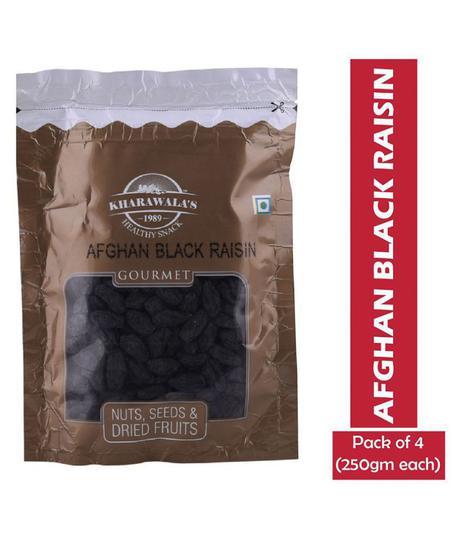 KHARAWALA'S
1989
HEALTHY SNACK
AFGHAN BLACK RAISIN
GOURMET
NUTS, SEEDS &
DRIED FRUITS
AFGHAN BLACK RAISIN
Pack of 4
(250gm each)